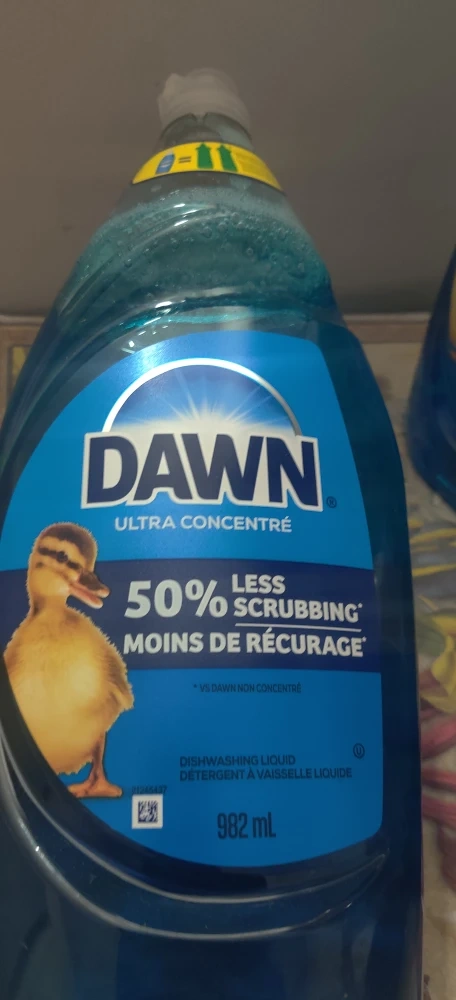 =
DAWN®
ULTRA CONCENTRÉ
50% LESS SCRUBBING*
MOINS DE RÉCURAGE*
* VS DAWN NON CONCENTRÉ
DISHWASHING LIQUID Ⓤ
DÉTERGENT À VAISSELLE LIQUIDE
982 mL